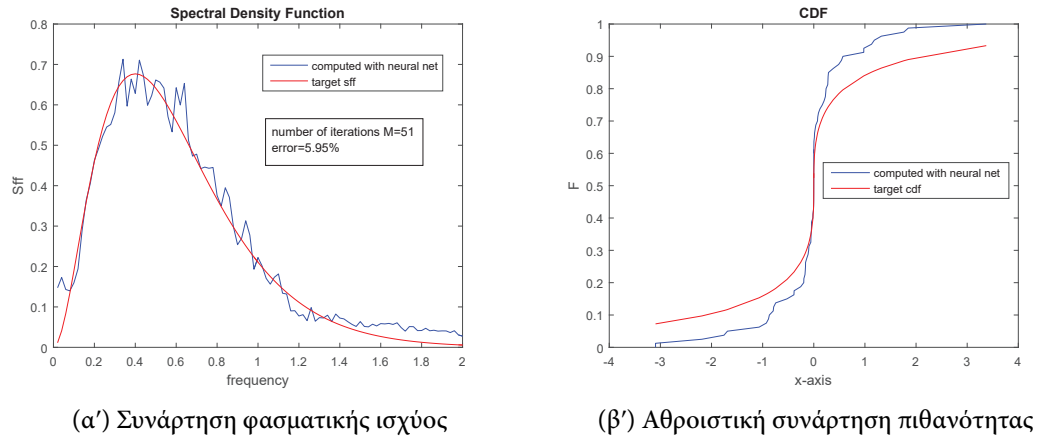 Spectral Density Function
0.8
0.7
0.6
0.5
0.4
0.3
0.2
0.1
0
Sff
computed with neural net
target sff
number of iterations M=51
error=5.95%
0 0.2 0.4 0.6 0.8 1 1.2 1.4 1.6 1.8 2
frequency
(α′) Συνάρτηση φασματικής ισχύος
CDF
1
0.9
0.8
0.7
0.6
0.5
0.4
0.3
0.2
0.1
0
F
computed with neural net
target cdf
-4 -3 -2 -1 0 1 2 3 4
x-axis
(β′) Αθροιστική συνάρτηση πιθανότητας